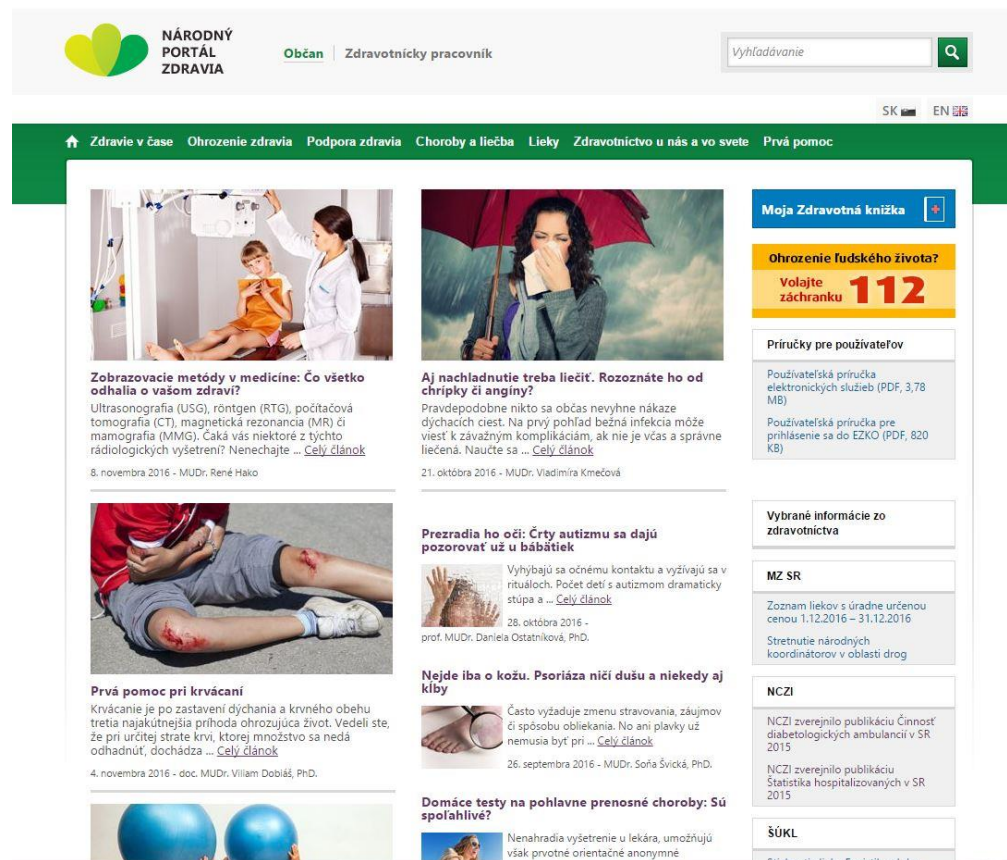 NÁRODNÝ
PORTÁL
ZDRAVIA
Občan
Zdravotnícky pracovník
Vyhľadávanie
SK
EN
Zdravie v čase
Ohrozenie zdravia
Podpora zdravia
Choroby a liečba
Lieky
Zdravotníctvo u nás a vo svete
Prvá pomoc
Zobrazovacie metódy v medicíne: Čo všetko
odhalia o vašom zdraví?
Ultrasonografia (USG), röntgen (RTG), počítačová
tomografia (CT), magnetická rezonancia (MR) či
mamografia (MMG). Čaká vás niektoré z týchto
rádiologických vyšetrení? Nenechajte ... Celý článok
8. novembra 2016 - MUDr. René Hako
Prvá pomoc pri krvácaní
Krvácanie je po zastavení dýchania a krvného obehu
tretia najakútnejšia príhoda ohrozujúca život. Vedeli ste,
že pri určitej strate krvi, ktorej množstvo sa nedá
odhadnúť, dochádza ... Celý článok
4. novembra 2016 - doc. MUDr. Viliam Dobiáš, PhD.
Aj nachladnutie treba liečiť. Rozoznáte ho od
chrípky či angíny?
Pravdepodobne nikto sa občas nevyhne nákaze
dýchacích ciest. Na prvý pohľad bežná infekcia môže
viesť k závažným komplikáciám, ak nie je včas a správne
liečená. Naučte sa ... Celý článok
21. októbra 2016 - MUDr. Vladimíra Kmečová
Prezradia ho oči: Črty autizmu sa dajú
pozorovať už u bábätiek
Vyhýbajú sa očnému kontaktu a vyžívajú sa v
rituáloch. Počet detí s autizmom dramaticky
stúpa a ... Celý článok
28. októbra 2016 -
prof. MUDr. Daniela Ostatníková, PhD.
Nejde iba o kožu. Psoriáza ničí dušu a niekedy aj
kĺby
Často vyžaduje zmenu stravovania, záujmov
či spôsobu obliekania. No ani plavky už
nemusia byť pri ... Celý článok
26. septembra 2016 - MUDr. Soňa Švická, PhD.
Domáce testy na pohlavne prenosné choroby: Sú
spoľahlivé?
Nenahradia vyšetrenie u lekára, umožňujú
však prvotné orientačné anonymné
Moja Zdravotná knižka
Ohrozenie ľudského života?
Volajte
záchranku
112
Príručky pre používateľov
Používateľská príručka
elektronických služieb (PDF, 3,78
MB)
Používateľská príručka pre
prihlásenie sa do EZKO (PDF, 820
KB)
Vybrané informácie zo
zdravotníctva
MZ SR
Zoznam liekov s úradne určenou
cenou 1.12.2016 – 31.12.2016
Stretnutie národných
koordinátorov v oblasti drog
NCZI
NCZI zverejnilo publikáciu Činnosť
diabetologických ambulancií v SR
2015
NCZI zverejnilo publikáciu
Štatistika hospitalizovaných v SR
2015
ŠÚKL